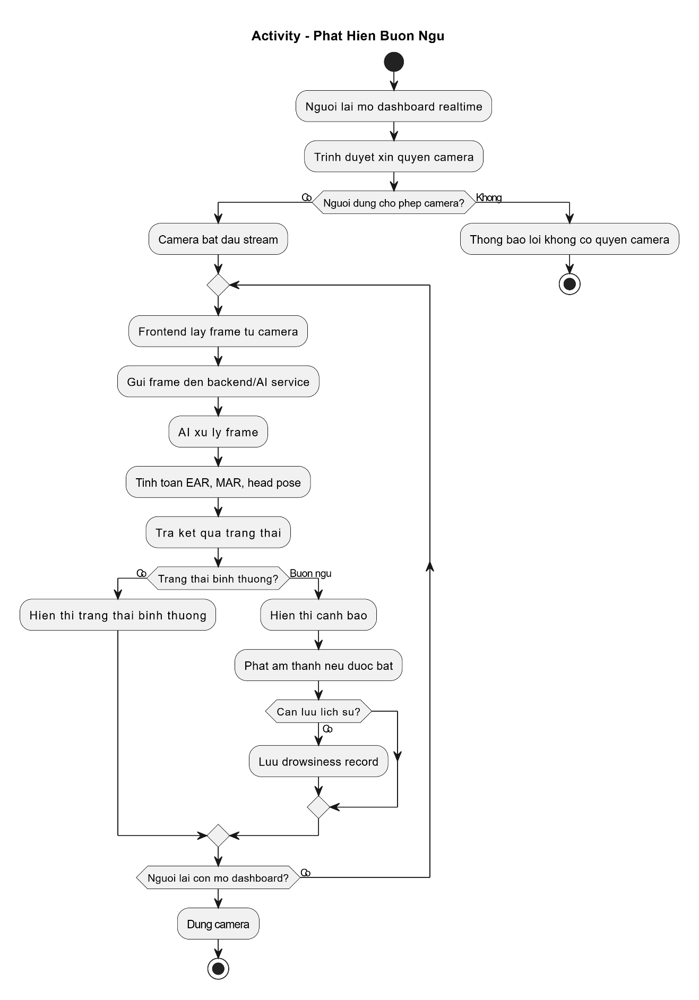 Activity - Phat Hien Buon Ngu
Nguoi lai mo dashboard realtime
Trinh duyet xin quyen camera
Co
Nguoi dung cho phep camera?
Khong
Camera bat dau stream
Thong bao loi khong co quyen camera
Frontend lay frame tu camera
Gui frame den backend/AI service
AI xu ly frame
Tinh toan EAR, MAR, head pose
Tra ket qua trang thai
Co
Trang thai binh thuong?
Buon ngu
Hien thi trang thai binh thuong
Hien thi canh bao
Phat am thanh neu duoc bat
Can luu lich su?
Co
Luu drowsiness record
Nguoi lai con mo dashboard?
Co
Dung camera